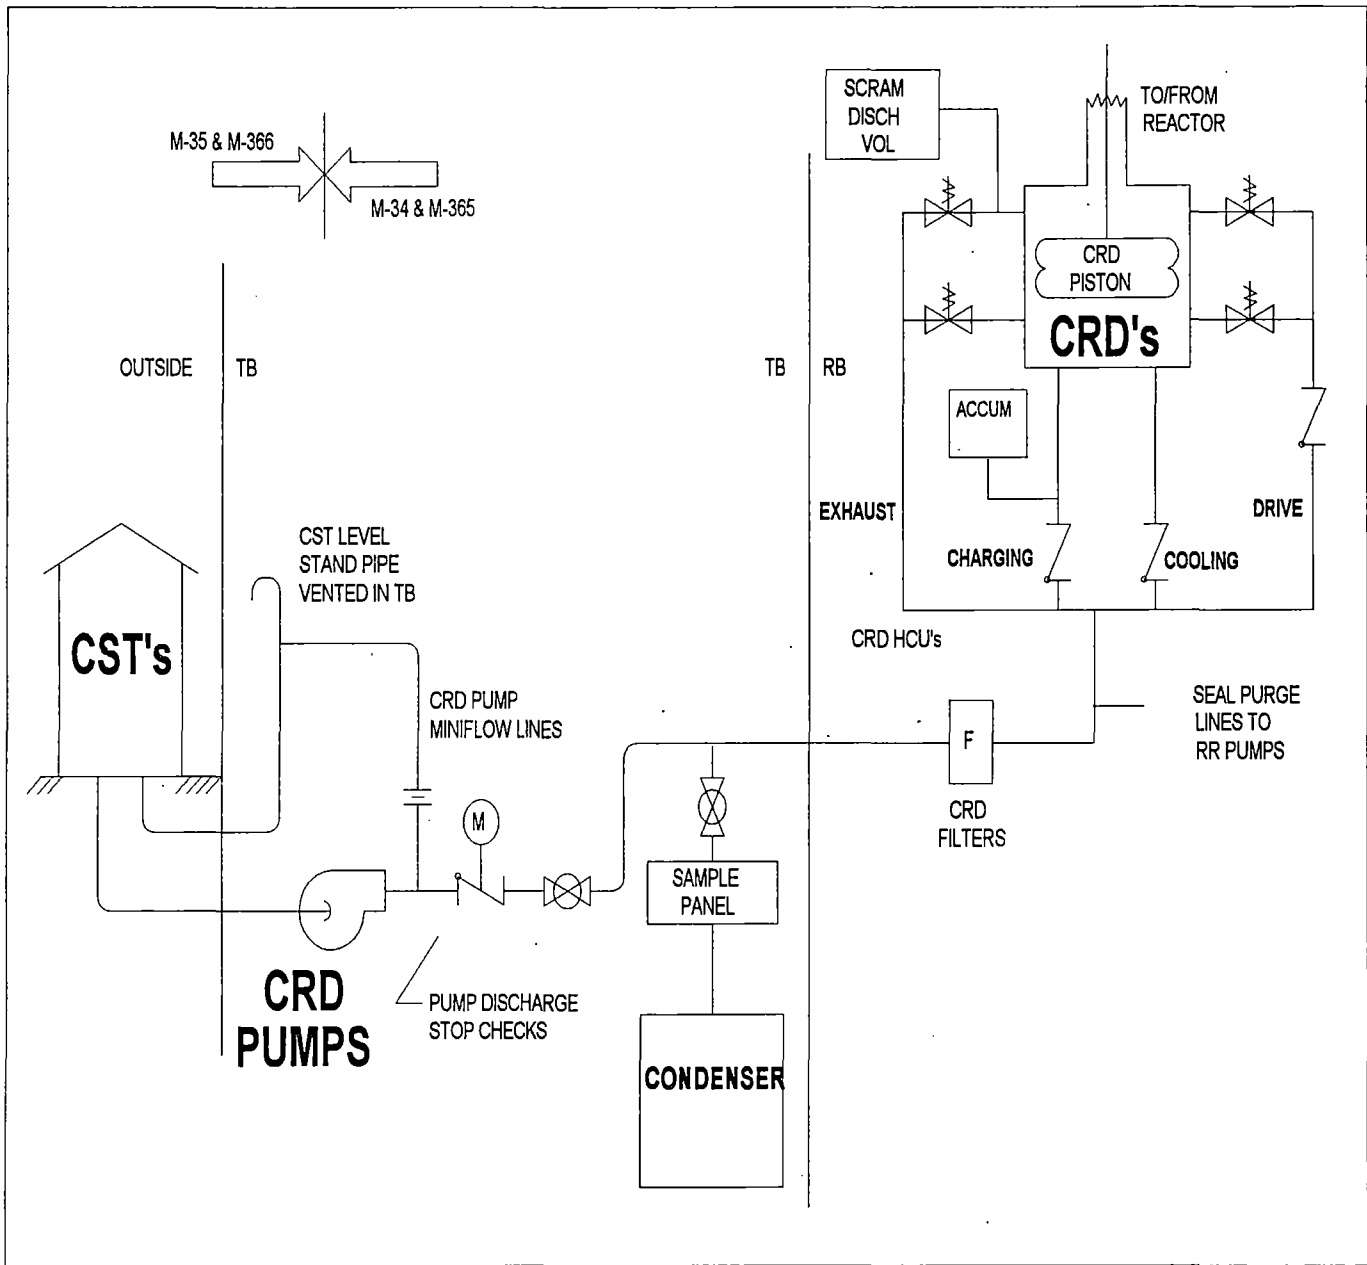 SCRAM
DISCH
VOL
TO/FROM
REACTOR
M-35 & M-366
M-34 & M-365
CRD
PISTON
CRD's
OUTSIDE
TB
TB
RB
ACCUM
EXHAUST
DRIVE
CHARGING
COOLING
CST LEVEL
STAND PIPE
VENTED IN TB
CST's
CRD HCU's
CRD PUMP
MINIFLOW LINES
SEAL PURGE
LINES TO
RR PUMPS
F
CRD
FILTERS
M
SAMPLE
PANEL
CRD
PUMPS
PUMP DISCHARGE
STOP CHECKS
CONDENSER